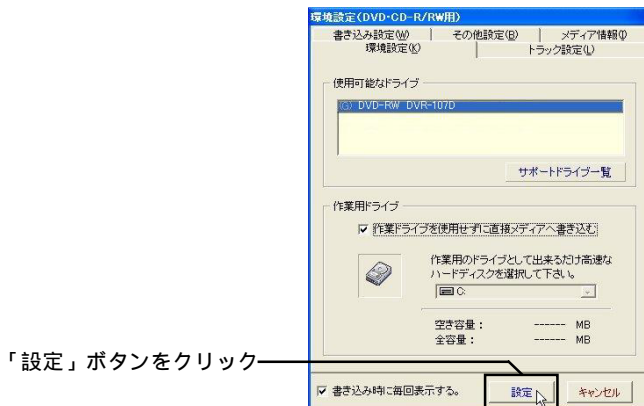 環境設定(DVD・CD-R/RW用)
書き込み設定(W) その他設定(B) メディア情報(I)
環境設定(K) トラック設定(L)
使用可能なドライブ
(G) DVD-RW DVR-107D
サポートドライブ一覧
作業用ドライブ
作業ドライブを使用せずに直接メディアへ書き込む
作業用のドライブとして出来るだけ高速な
ハードディスクを選択して下さい。
C:
空き容量: ------ MB
全容量: ------ MB
「設定」ボタンをクリック
書き込み時に毎回表示する。 設定 キャンセル